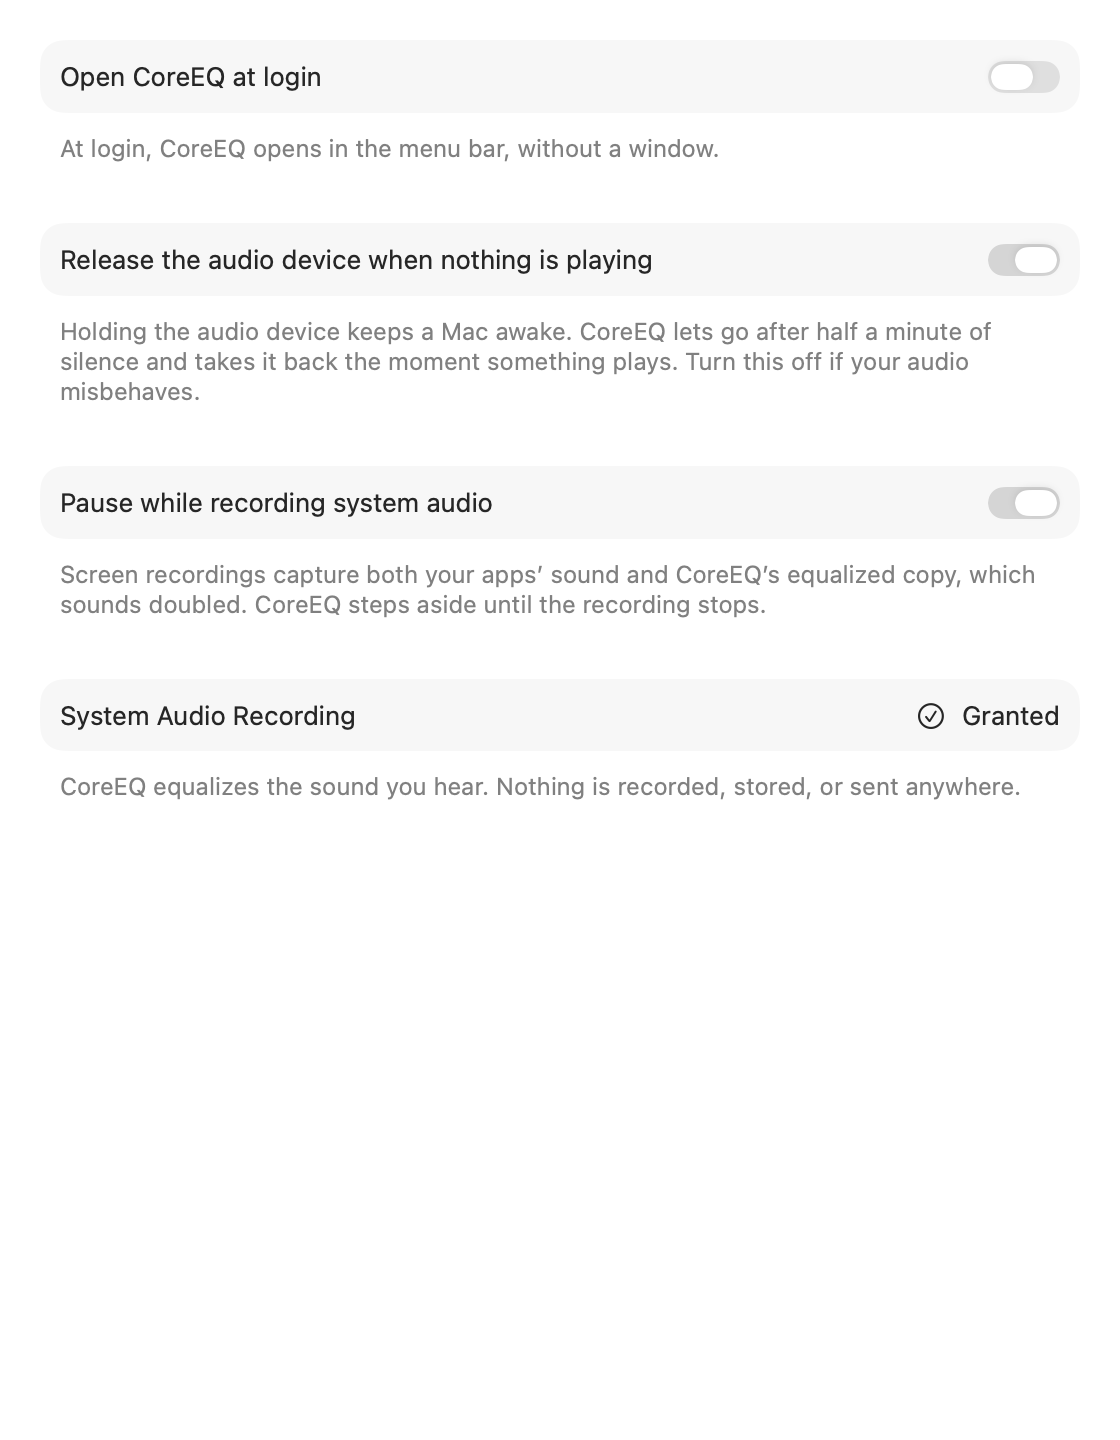 Open CoreEQ at login
At login, CoreEQ opens in the menu bar, without a window.
Release the audio device when nothing is playing
Holding the audio device keeps a Mac awake. CoreEQ lets go after half a minute of
silence and takes it back the moment something plays. Turn this off if your audio
misbehaves.
Pause while recording system audio
Screen recordings capture both your apps’ sound and CoreEQ’s equalized copy, which
sounds doubled. CoreEQ steps aside until the recording stops.
System Audio Recording Granted
CoreEQ equalizes the sound you hear. Nothing is recorded, stored, or sent anywhere.